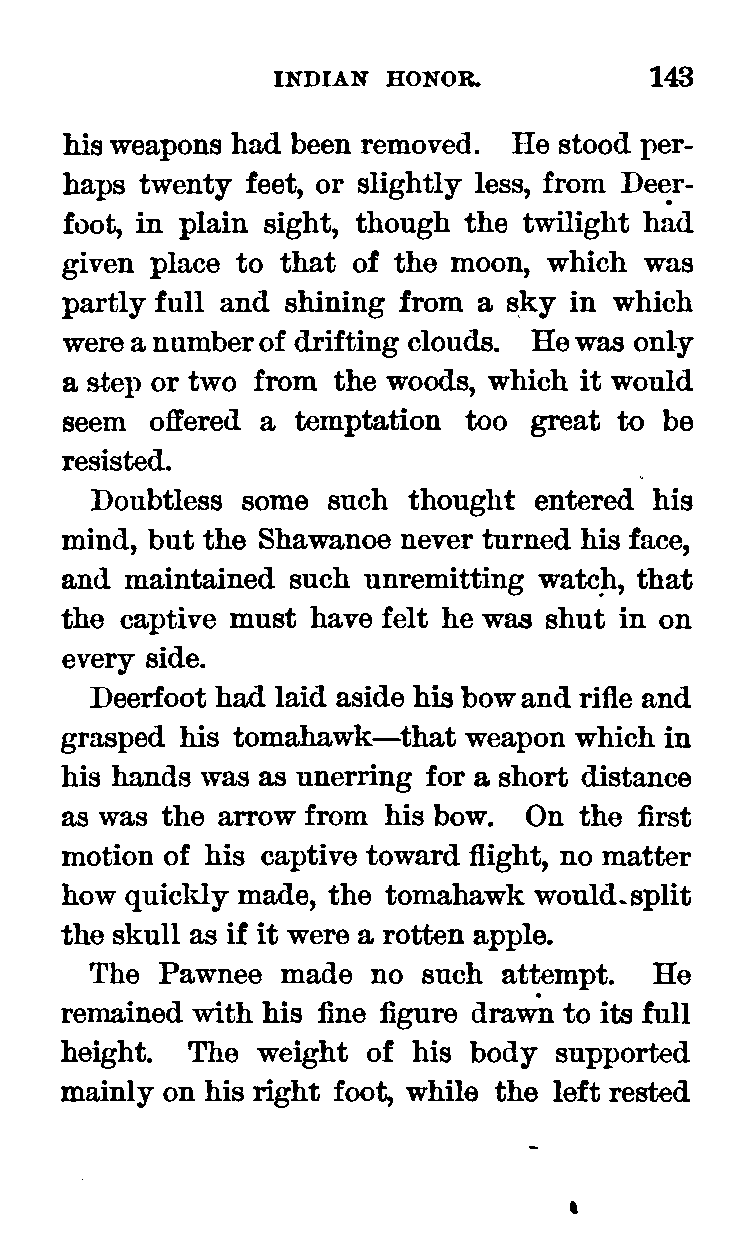 INDIAN HONOR. 143
his weapons had been removed. He stood per-
haps twenty feet, or slightly less, from Deer-
foot, in plain sight, though the twilight had
given place to that of the moon, which was
partly full and shining from a sky in which
were a number of drifting clouds. He was only
a step or two from the woods, which it would
seem offered a temptation too great to be
resisted.
Doubtless some such thought entered his
mind, but the Shawanoe never turned his face,
and maintained such unremitting watch, that
the captive must have felt he was shut in on
every side.
Deerfoot had laid aside his bow and rifle and
grasped his tomahawk—that weapon which in
his hands was as unerring for a short distance
as was the arrow from his bow. On the first
motion of his captive toward flight, no matter
how quickly made, the tomahawk would split
the skull as if it were a rotten apple.
The Pawnee made no such attempt. He
remained with his fine figure drawn to its full
height. The weight of his body supported
mainly on his right foot, while the left rested